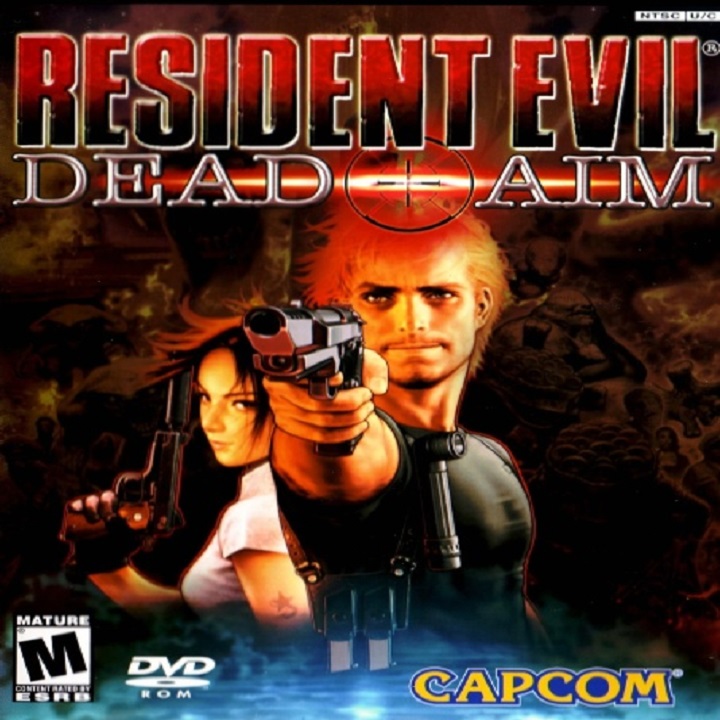 NTSC U/C
RESIDENT EVIL®
DEAD AIM
MATURE
M
CONTENT RATED BY
ESRB
DVD
ROM
CAPCOM®